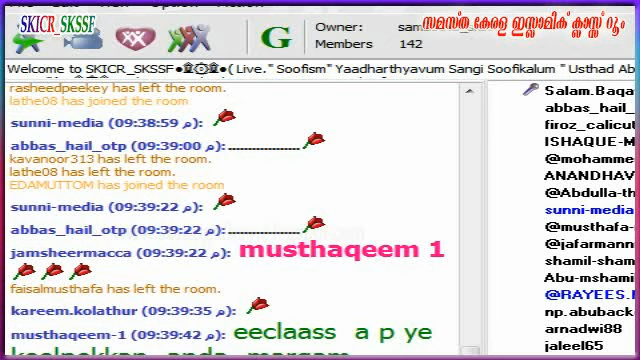 SKICR_SKSSF
സമസ്ത കേരള ഇസ്ലാമിക് ക്ലാസ്സ് റൂം
G
Owner:
Members 142
Welcome to SKICR_SKSSF (Live." Soofism" Yaadharthyavum Sangi Soofikalum " Usthad Ab
rasheedpeekey has left the room.
lathe08 has joined the room
sunni-media (09:38:59 م):
abbas_hail_otp (09:39:00 م):..................
kavanoor313 has left the room.
lathe08 has left the room.
EDAMUTTOM has joined the room
sunni-media (09:39:22 م):
abbas_hail_otp (09:39:22 م):..................
jamsheermacca (09:39:22 م): musthaqeem 1
faisalmusthafa has left the room.
kareem.kolathur (09:39:35 م):
musthaqeem-1 (09:39:42 م): eeclaass a p ye
Salam.Baqa
abbas_hail_
firoz_calicut
ISHAQUE-M
@mohamme
ANANDHAV
@Abdulla-th
sunni-media
@musthafa-
@jafarmann
shamil-sham
Abu-mshami
@RAYEES.
np.abuback
arnadwi88
jaleel65